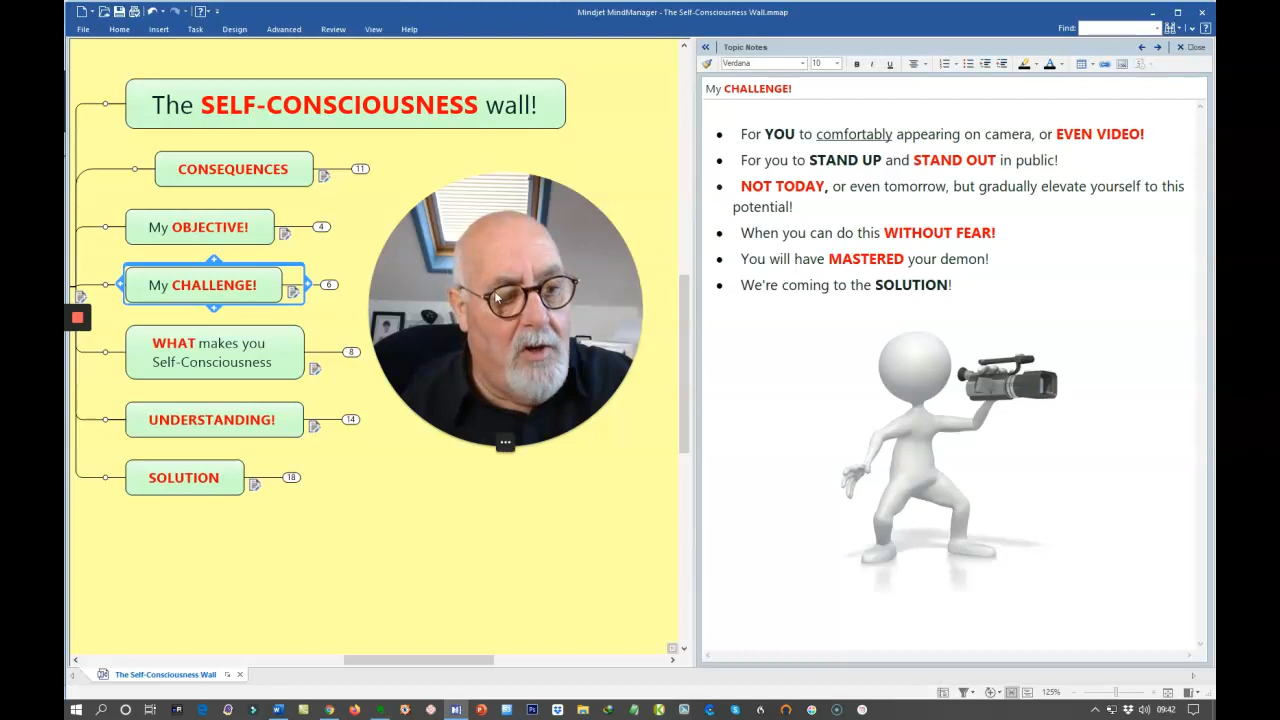 Mindjet MindManager - The Self-Consciousness Wall.mmap
File Home Insert Task Design Advanced Review View Help
Find:
Topic Notes
Close
Verdana 10
B I U
My CHALLENGE!
The SELF-CONSCIOUSNESS wall!
CONSEQUENCES 11
My OBJECTIVE! 4
My CHALLENGE! 6
WHAT makes you
Self-Consciousness
8
UNDERSTANDING! 14
SOLUTION 18
• For YOU to comfortably appearing on camera, or EVEN VIDEO!
• For you to STAND UP and STAND OUT in public!
• NOT TODAY, or even tomorrow, but gradually elevate yourself to this
potential!
• When you can do this WITHOUT FEAR!
• You will have MASTERED your demon!
• We're coming to the SOLUTION!
The Self-Consciousness Wall
125%
09:42